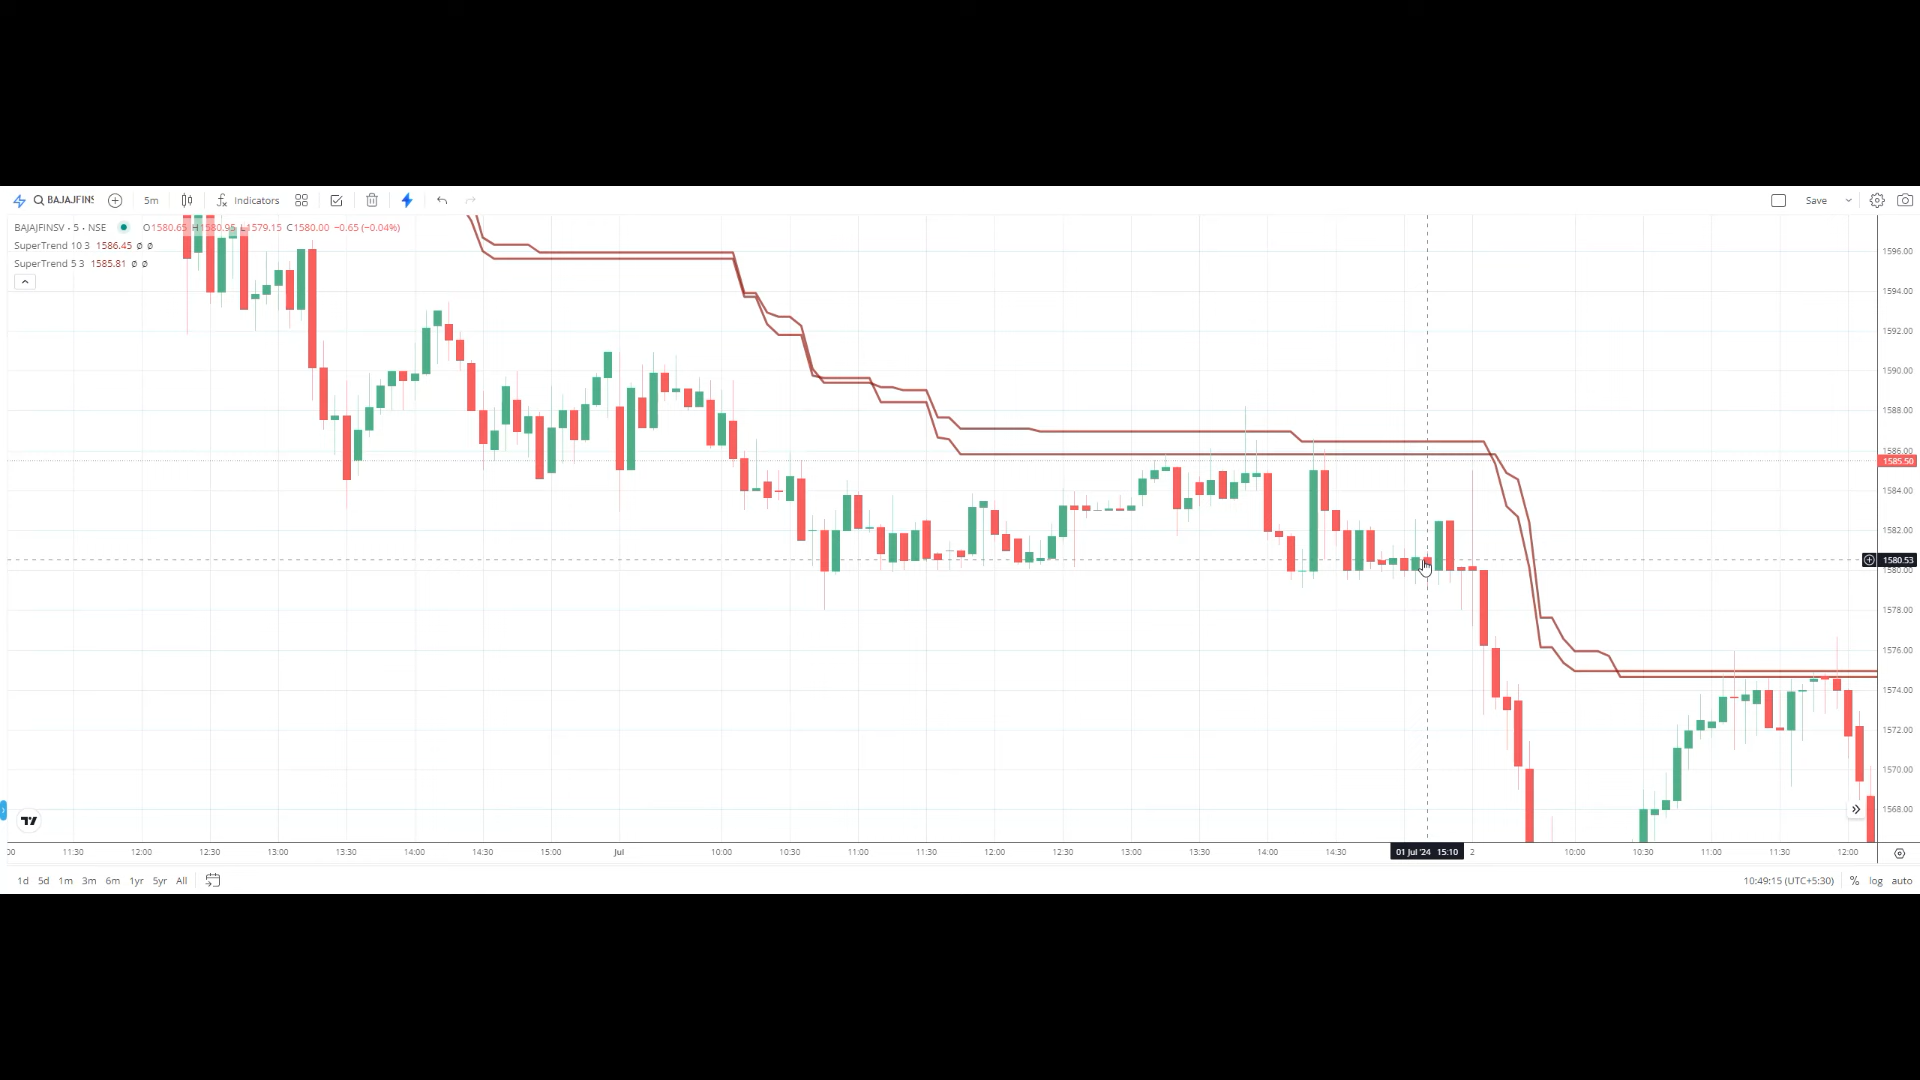 BAJAJFINS 5m Indicators Save
BAJAJFINSV · 5 · NSE O1580.65 H1580.95 L1579.15 C1580.00 −0.65 (−0.04%)
SuperTrend 10 3 1586.45 ø ø
SuperTrend 5 3 1585.81 ø ø
1596.00
1594.00
1592.00
1590.00
1588.00
1586.00
1585.50
1584.00
1582.00
1580.53
1580.00
1578.00
1576.00
1574.00
1572.00
1570.00
1568.00
:00 11:30 12:00 12:30 13:00 13:30 14:00 14:30 15:00 Jul 10:00 10:30 11:00 11:30 12:00 12:30 13:00 13:30 14:00 14:30 01 Jul '24 15:10 2 10:00 10:30 11:00 11:30 12:00
1d 5d 1m 3m 6m 1yr 5yr All 10:49:15 (UTC+5:30) % log auto